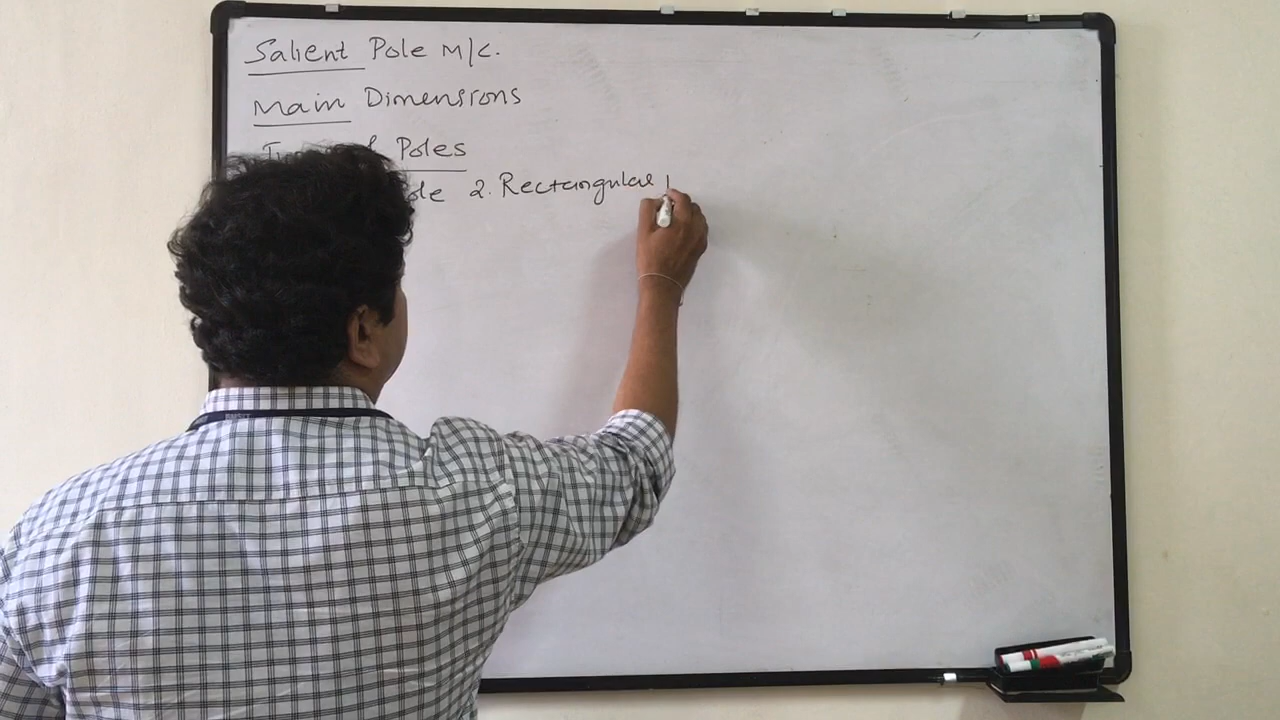 Salient Pole M/c.
Main Dimensions
Poles
2. Rectangular